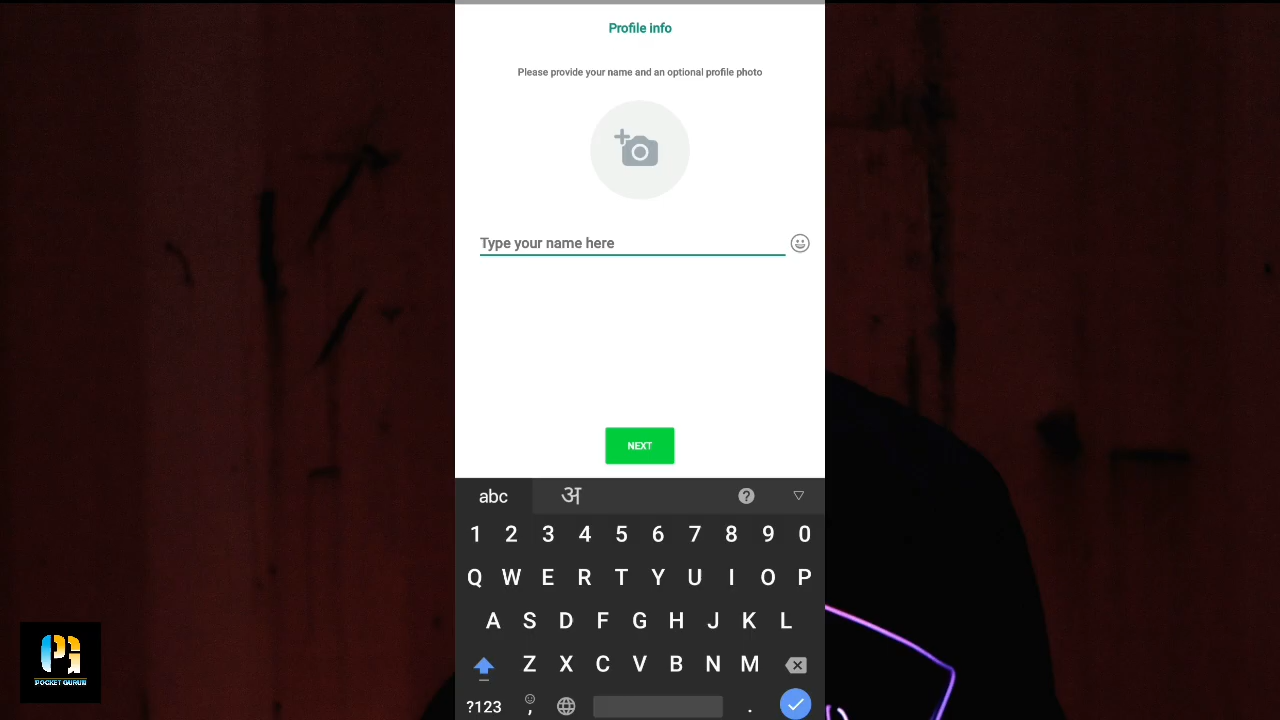 Profile info
Please provide your name and an optional profile photo
Type your name here
NEXT
abc अ ?
1 2 3 4 5 6 7 8 9 0
Q W E R T Y U I O P
A S D F G H J K L
Z X C V B N M
?123 , .
PG
POCKET GURUJI